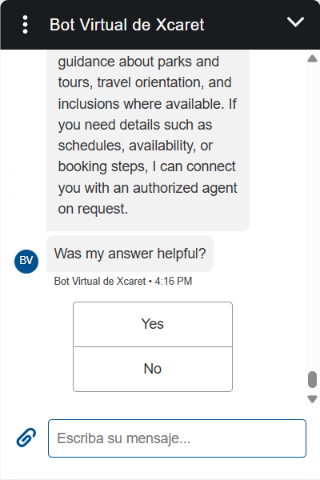 Bot Virtual de Xcaret
guidance about parks and
tours, travel orientation, and
inclusions where available. If
you need details such as
schedules, availability, or
booking steps, I can connect
you with an authorized agent
on request.
Was my answer helpful?
BV
Bot Virtual de Xcaret • 4:16 PM
Yes
No
Escriba su mensaje...